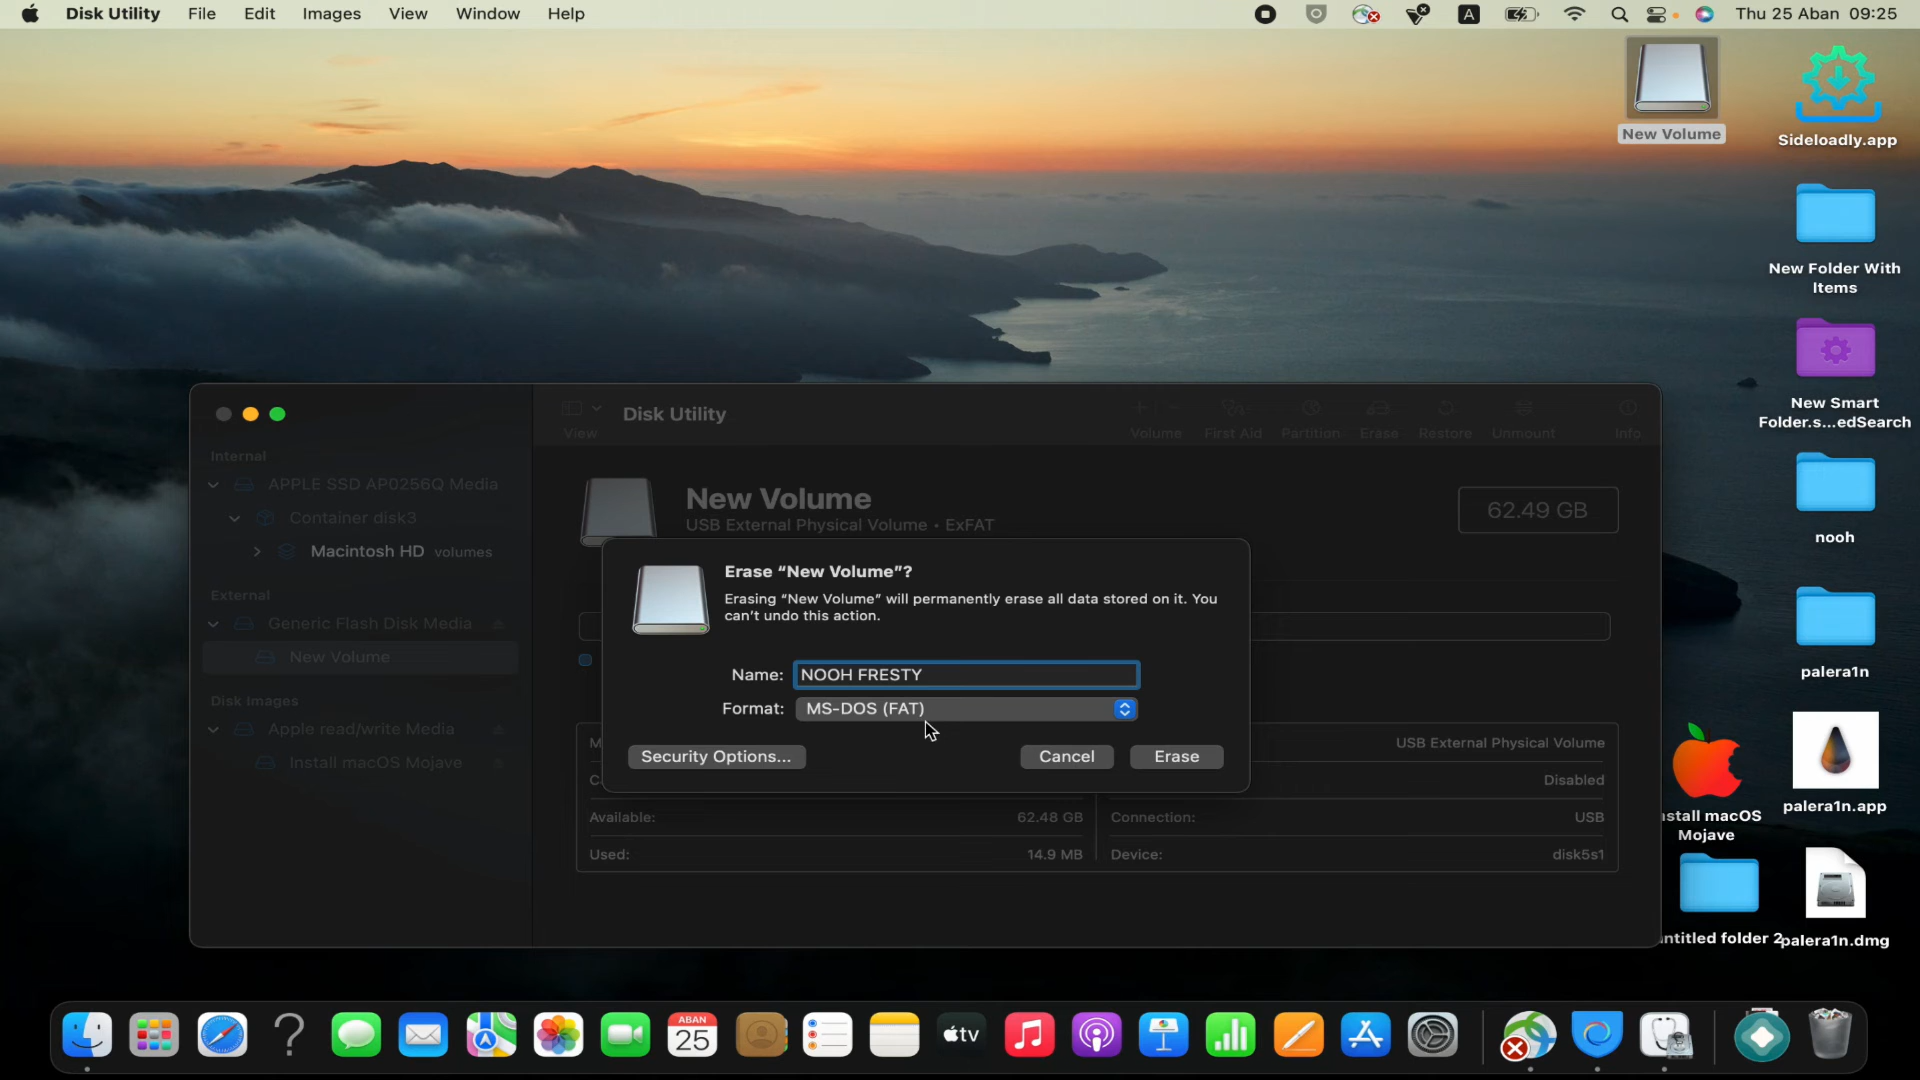 Disk Utility File Edit Images View Window Help
A
Thu 25 Aban 09:25
New Volume
Sideloadly.app
New Folder With
Items
New Smart
Folder.s...edSearch
nooh
palera1n
stall macOS
Mojave
palera1n.app
ntitled folder 2
palera1n.dmg
View
Disk Utility
Volume First Aid Partition Erase Restore Unmount Info
Internal
APPLE SSD AP0256Q Media
Container disk3
Macintosh HD volumes
External
Generic Flash Disk Media
New Volume
Disk Images
Apple read/write Media
Install macOS Mojave
New Volume
USB External Physical Volume • ExFAT
62.49 GB
Erase “New Volume”?
Erasing “New Volume” will permanently erase all data stored on it. You
can’t undo this action.
Name: NOOH FRESTY
Format: MS-DOS (FAT)
Security Options... Cancel Erase
USB External Physical Volume
Disabled
Available: 62.48 GB
Connection: USB
Used: 14.9 MB
Device: disk5s1
ABAN
25
tv